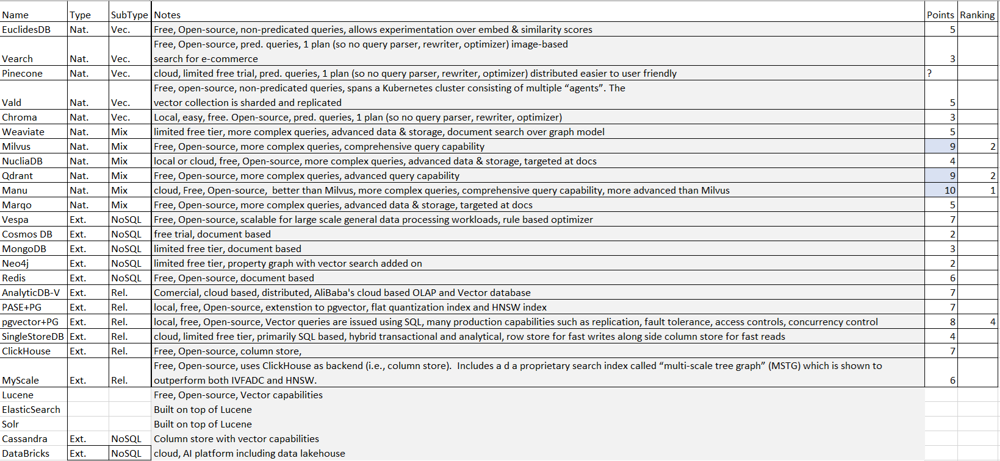 Name Type SubType Notes Points Ranking
EuclidesDB Nat. Vec. Free, Open-source, non-predicated queries, allows experimentation over embed & similarity scores 5
Free, Open-source, pred. queries, 1 plan (so no query parser, rewriter, optimizer) image-based
Vearch Nat. Vec. search for e-commerce 3
Pinecone Nat. Vec. cloud, limited free trial, pred. queries, 1 plan (so no query parser, rewriter, optimizer) distributed easier to user friendly ?
Free, open-source, non-predicated queries, spans a Kubernetes cluster consisting of multiple “agents”. The
Vald Nat. Vec. vector collection is sharded and replicated 5
Chroma Nat. Vec. Local, easy, free. Open-source, pred. queries, 1 plan (so no query parser, rewriter, optimizer) 3
Weaviate Nat. Mix limited free tier, more complex queries, advanced data & storage, document search over graph model 5
Milvus Nat. Mix Free, Open-source, more complex queries, comprehensive query capability 9 2
NucliaDB Nat. Mix local or cloud, free, Open-source, more complex queries, advanced data & storage, targeted at docs 4
Qdrant Nat. Mix Free, Open-source, more complex queries, advanced query capability 9 2
Manu Nat. Mix cloud, Free, Open-source, better than Milvus, more complex queries, comprehensive query capability, more advanced than Milvus 10 1
Marqo Nat. Mix Free, Open-source, more complex queries, advanced data & storage, targeted at docs 5
Vespa Ext. NoSQL Free, Open-source, scalable for large scale general data processing workloads, rule based optimizer 7
Cosmos DB Ext. NoSQL free trial, document based 2
MongoDB Ext. NoSQL limited free tier, document based 3
Neo4j Ext. NoSQL limited free tier, property graph with vector search added on 2
Redis Ext. NoSQL Free, Open-source, document based 6
AnalyticDB-V Ext. Rel. Comercial, cloud based, distributed, AliBaba's cloud based OLAP and Vector database 7
PASE+PG Ext. Rel. local, free, Open-source, extenstion to pgvector, flat quantization index and HNSW index 7
pgvector+PG Ext. Rel. local, free, Open-source, Vector queries are issued using SQL, many production capabilities such as replication, fault tolerance, access controls, concurrency control 8 4
SingleStoreDB Ext. Rel. cloud, limited free tier, primarily SQL based, hybrid transactional and analytical, row store for fast writes along side column store for fast reads 4
ClickHouse Ext. Rel. Free, Open-source, column store, 7
Free, Open-source, uses ClickHouse as backend (i.e., column store). Includes a d a proprietary search index called “multi-scale tree graph” (MSTG) which is shown to
MyScale Ext. Rel. outperform both IVFADC and HNSW. 6
Lucene Free, Open-source, Vector capabilities
ElasticSearch Built on top of Lucene
Solr Built on top of Lucene
Cassandra Ext. NoSQL Column store with vector capabilities
DataBricks Ext. NoSQL cloud, AI platform including data lakehouse